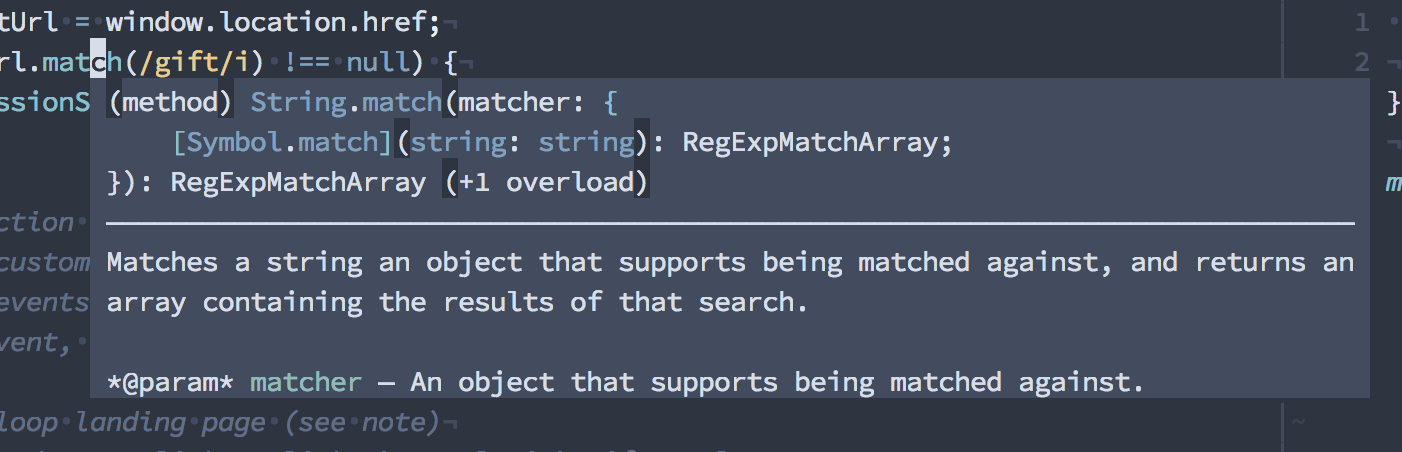 tUrl = window.location.href;¬
rl.match(/gift/i) !== null) {¬
ssionS
(method) String.match(matcher: {
[Symbol.match](string: string): RegExpMatchArray;
}): RegExpMatchArray (+1 overload)
ction
custom
Matches a string an object that supports being matched against, and returns an
events
array containing the results of that search.
vent,
*@param* matcher — An object that supports being matched against.
loop landing page (see note)¬
1
2 ¬
}
¬
m
~